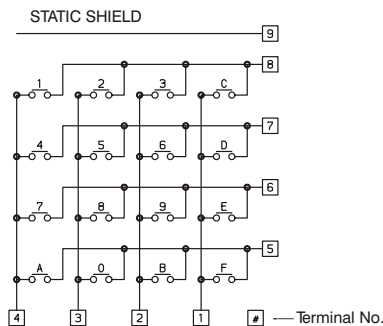 STATIC SHIELD
9
8
1 2 3 C
7
4 5 6 D
6
7 8 9 E
5
A 0 B F
4 3 2 1 # Terminal No.